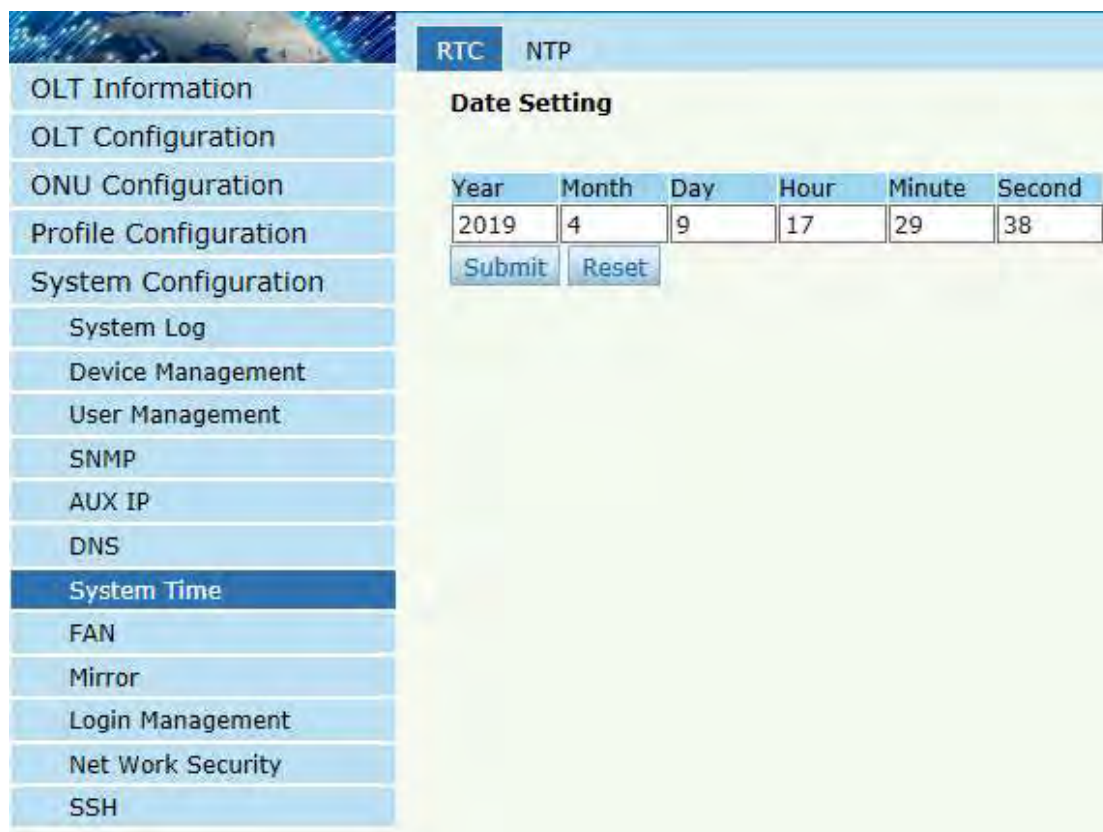 RTC NTP
OLT Information
OLT Configuration
ONU Configuration
Profile Configuration
System Configuration
System Log
Device Management
User Management
SNMP
AUX IP
DNS
System Time
FAN
Mirror
Login Management
Net Work Security
SSH
Date Setting
Year Month Day Hour Minute Second
2019 4 9 17 29 38
Submit Reset